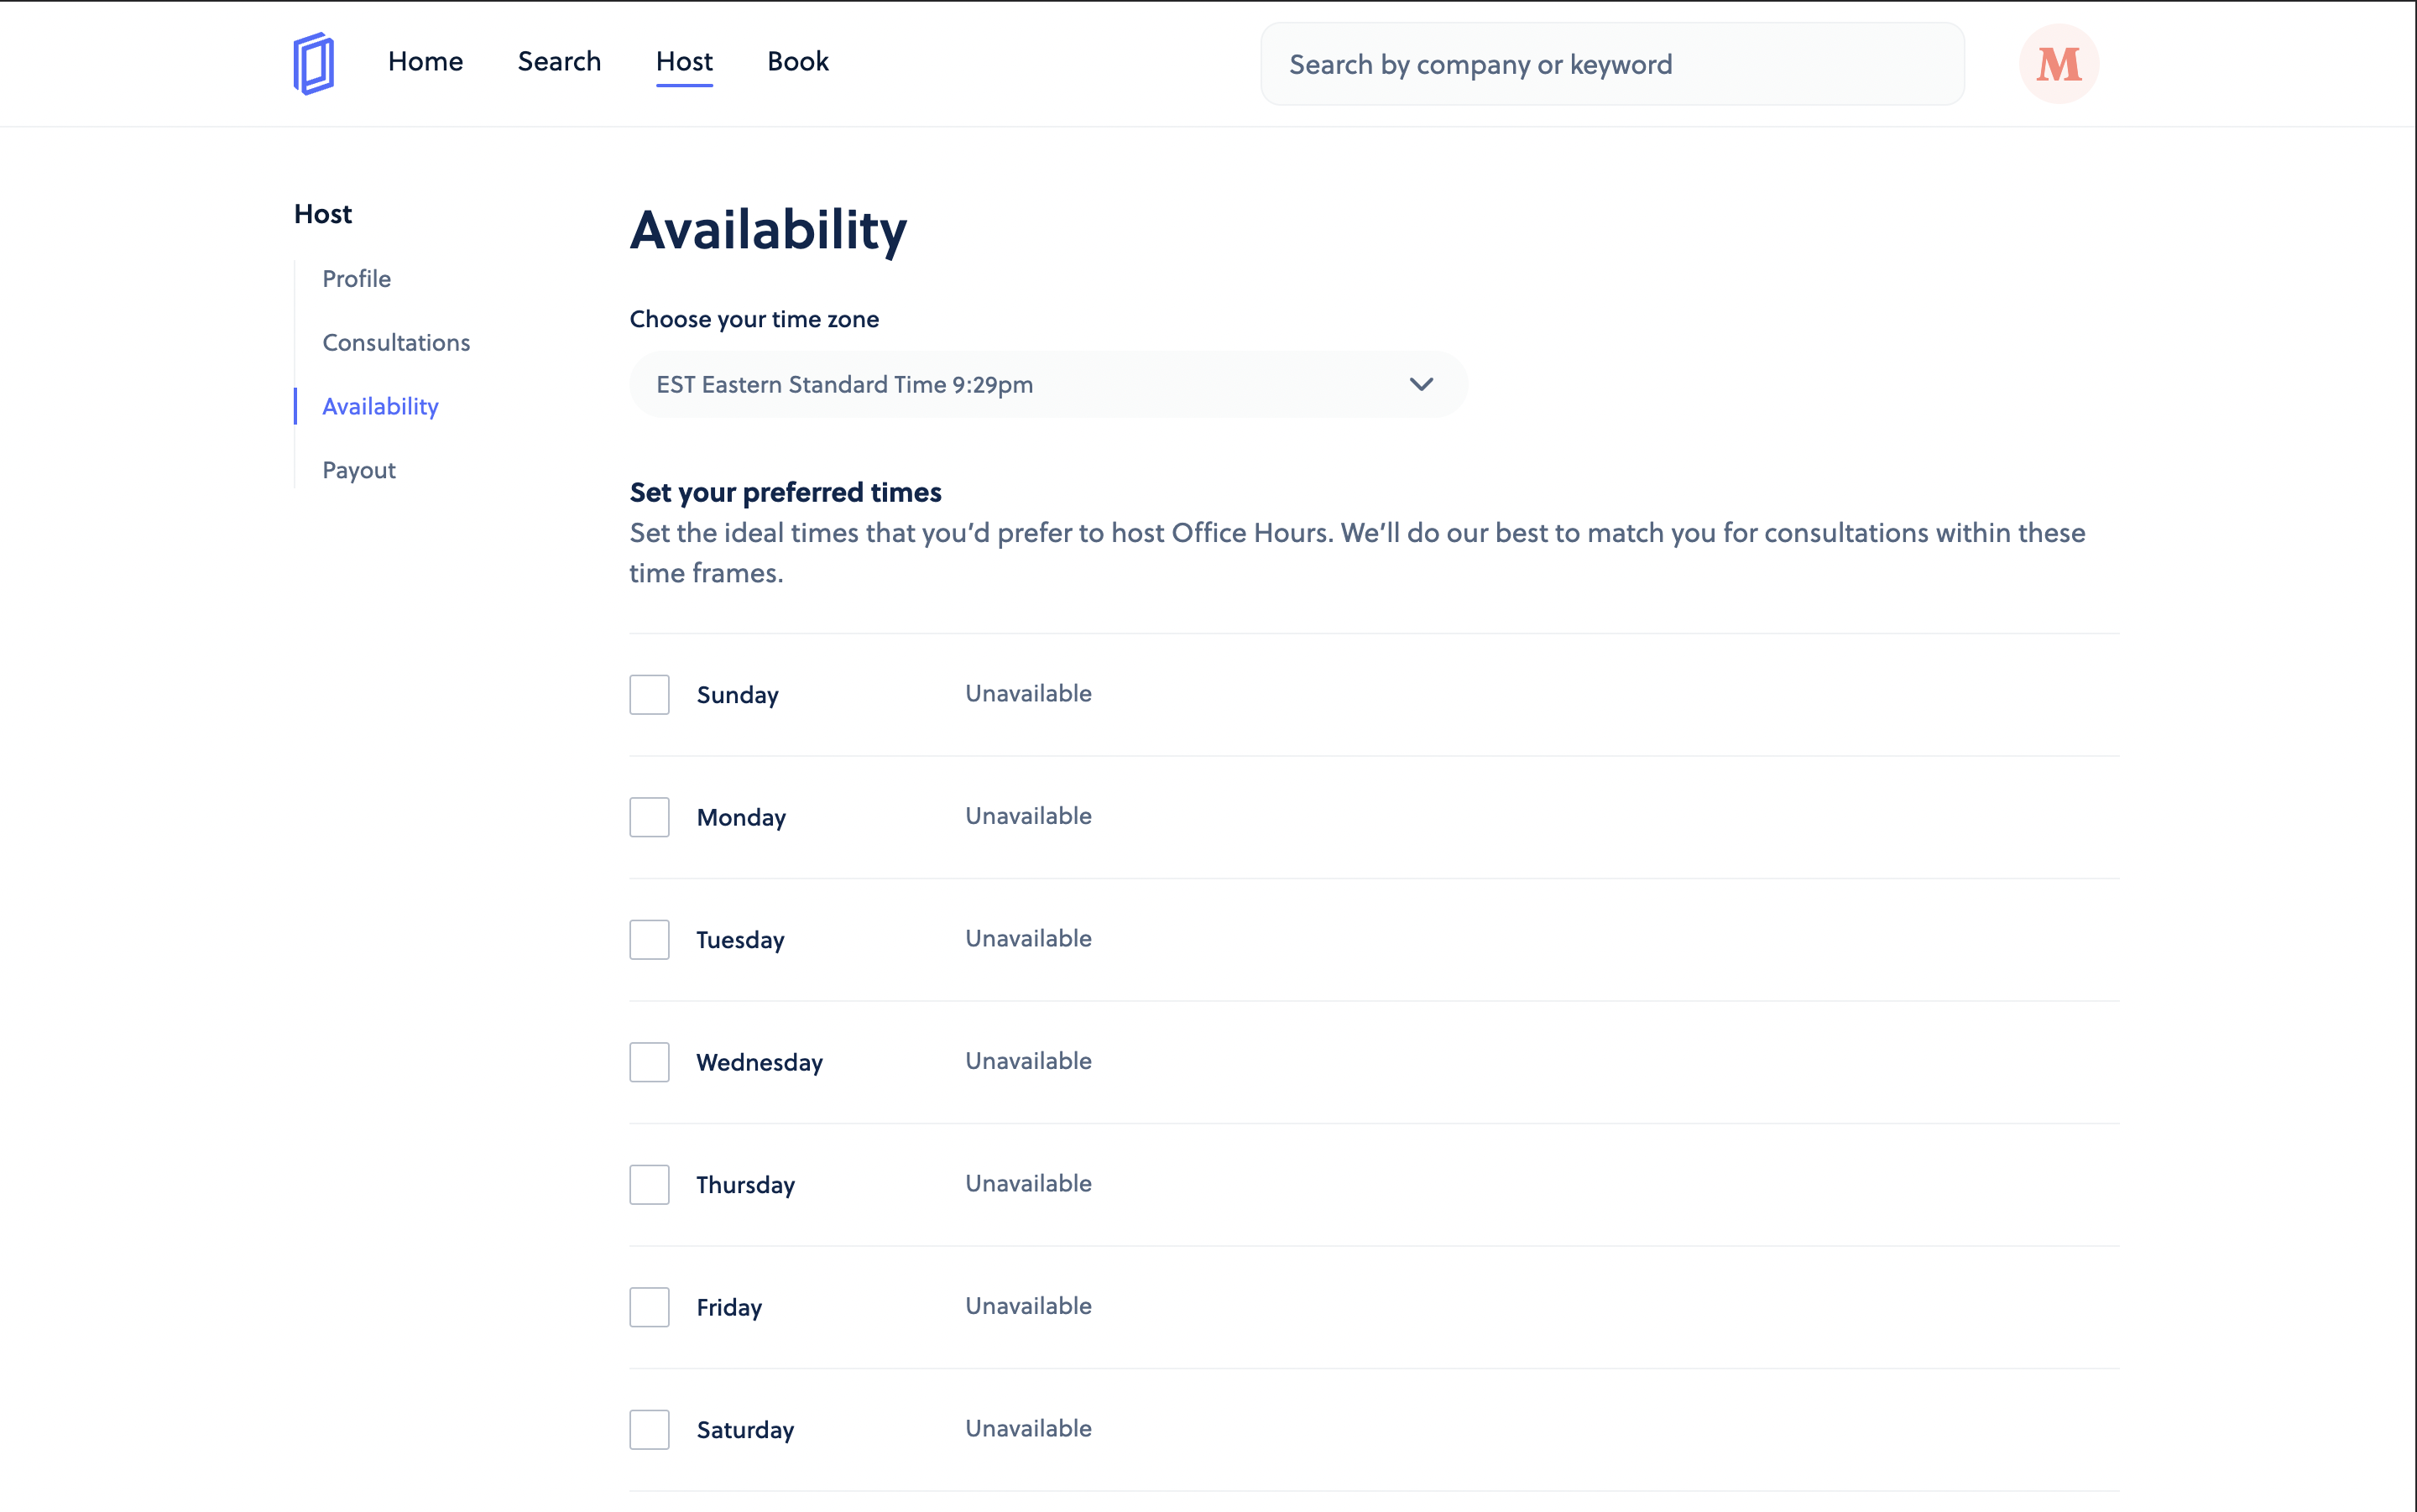 Home
Search
Host
Book
Search by company or keyword
M
Host
Profile
Consultations
Availability
Payout
Availability
Choose your time zone
EST Eastern Standard Time 9:29pm
Set your preferred times
Set the ideal times that you’d prefer to host Office Hours. We’ll do our best to match you for consultations within these
time frames.
Sunday Unavailable
Monday Unavailable
Tuesday Unavailable
Wednesday Unavailable
Thursday Unavailable
Friday Unavailable
Saturday Unavailable